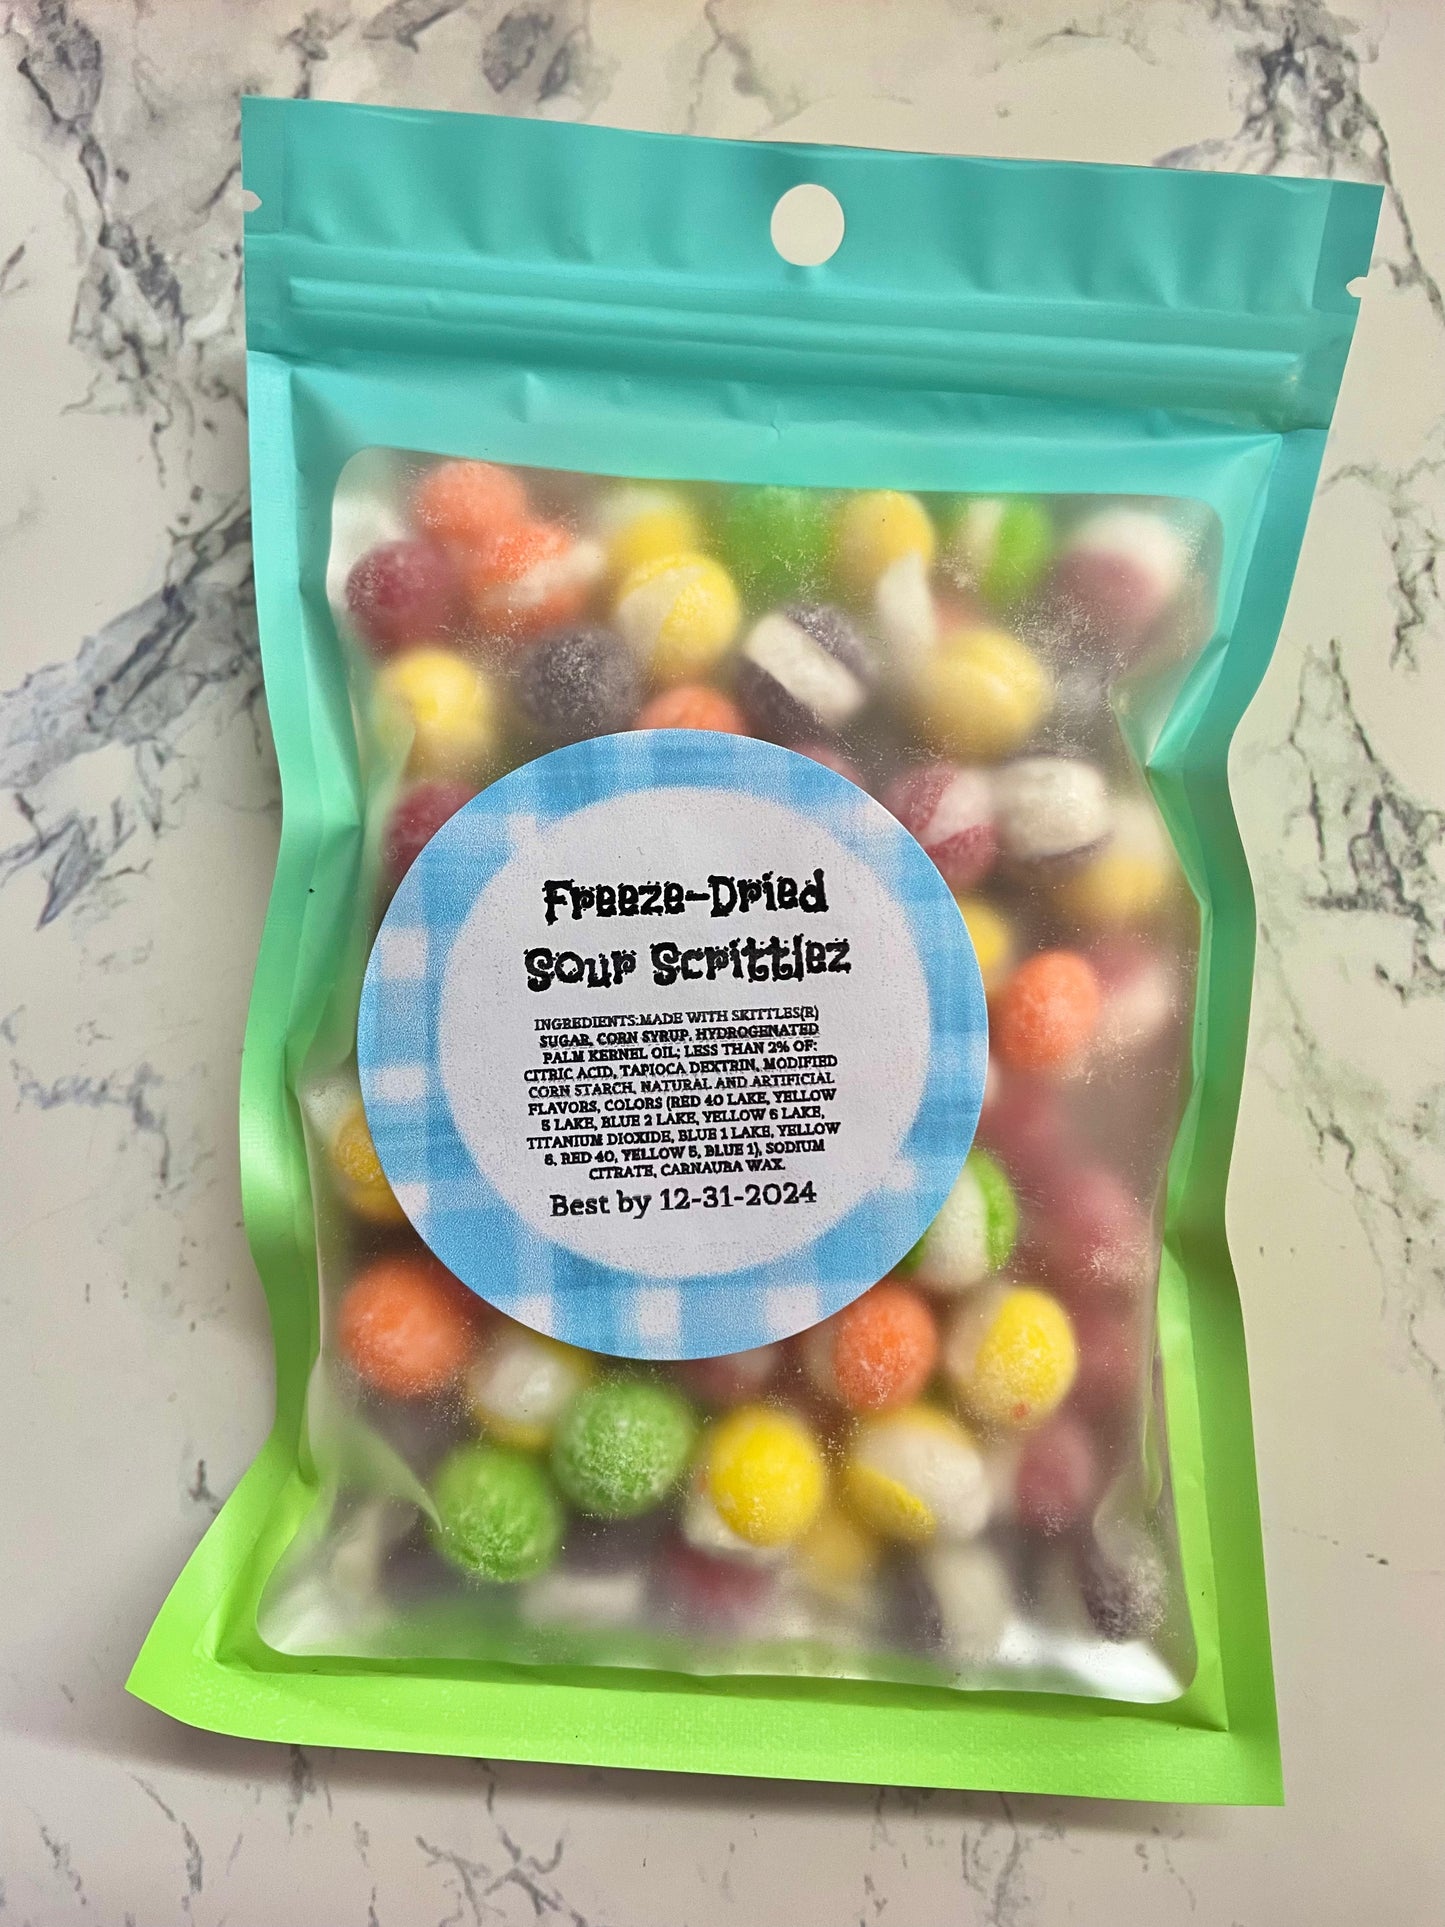 Freeze-Dried
Sour Scrittlez
INGREDIENTS:MADE WITH SKITTLES(R)
SUGAR, CORN SYRUP, HYDROGENATED
PALM KERNEL OIL; LESS THAN 2% OF:
CITRIC ACID, TAPIOCA DEXTRIN, MODIFIED
CORN STARCH, NATURAL AND ARTIFICIAL
FLAVORS, COLORS (RED 40 LAKE, YELLOW
5 LAKE, BLUE 2 LAKE, YELLOW 6 LAKE,
TITANIUM DIOXIDE, BLUE 1 LAKE, YELLOW
6, RED 40, YELLOW 5, BLUE 1), SODIUM
CITRATE, CARNAUBA WAX.
Best by 12-31-2024